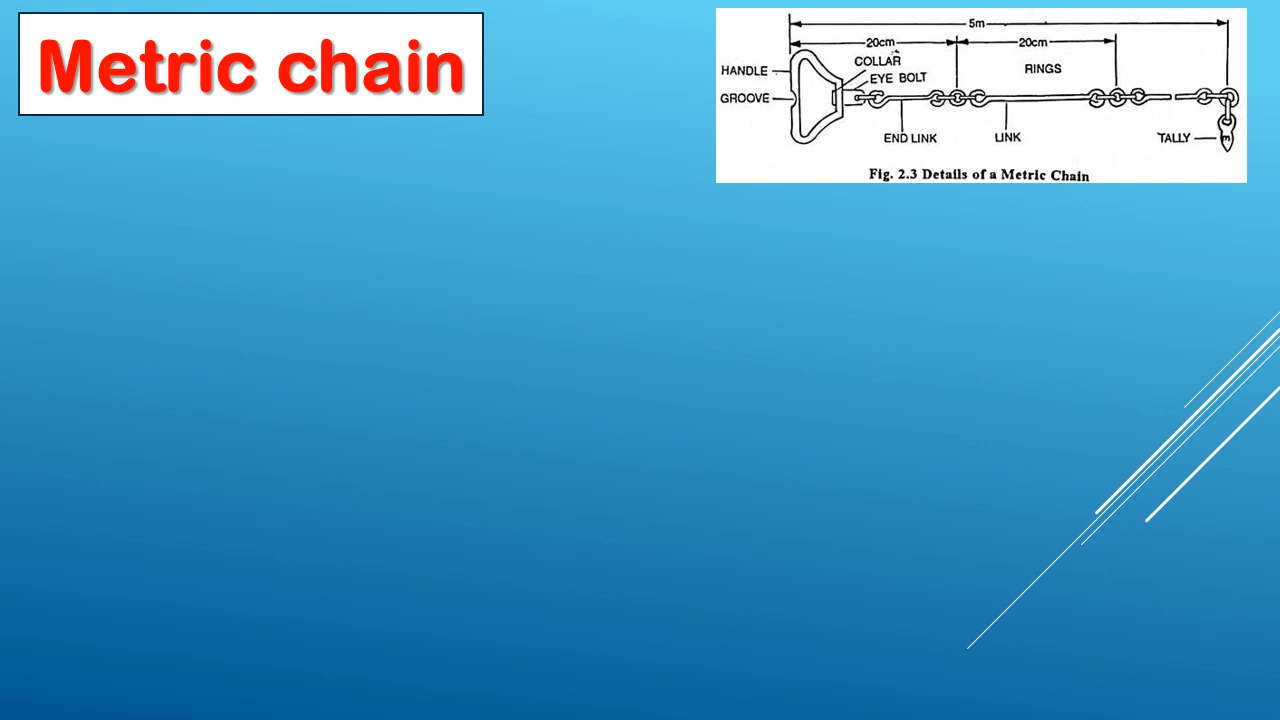 Metric chain
5m
20cm
20cm
COLLAR
HANDLE
RINGS
EYE BOLT
GROOVE
END LINK
LINK
TALLY
Fig. 2.3 Details of a Metric Chain